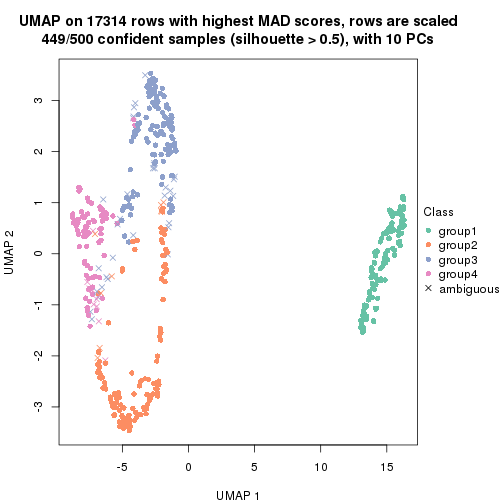 UMAP on 17314 rows with highest MAD scores, rows are scaled
449/500 confident samples (silhouette > 0.5), with 10 PCs
3
2
1
0
-1
-2
-3
UMAP 2
-5
0
5
10
15
UMAP 1
Class
group1
group2
group3
group4
ambiguous